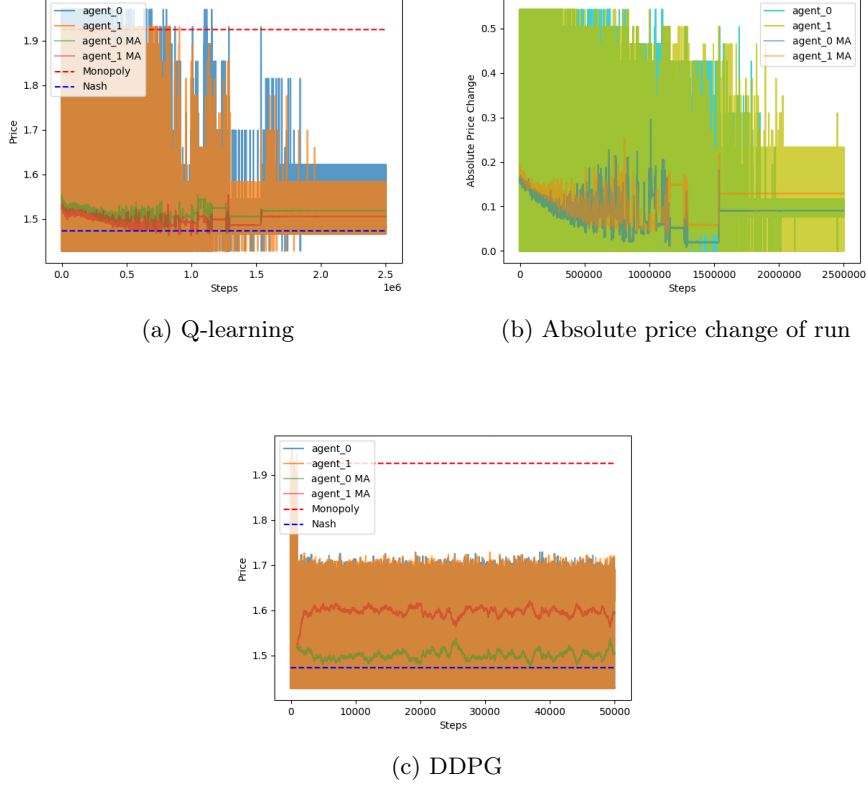 agent_0
agent_1
agent_0 MA
agent_1 MA
Monopoly
Nash
Price
1.9
1.8
1.7
1.6
1.5
0.0
0.5
1.0
1.5
2.0
2.5
1e6
Steps
(a) Q-learning
agent_0
agent_1
agent_0 MA
agent_1 MA
Absolute Price Change
0.5
0.4
0.3
0.2
0.1
0.0
0
500000
1000000
1500000
2000000
2500000
Steps
(b) Absolute price change of run
agent_0
agent_1
agent_0 MA
agent_1 MA
Monopoly
Nash
Price
1.9
1.8
1.7
1.6
1.5
0
10000
20000
30000
40000
50000
Steps
(c) DDPG